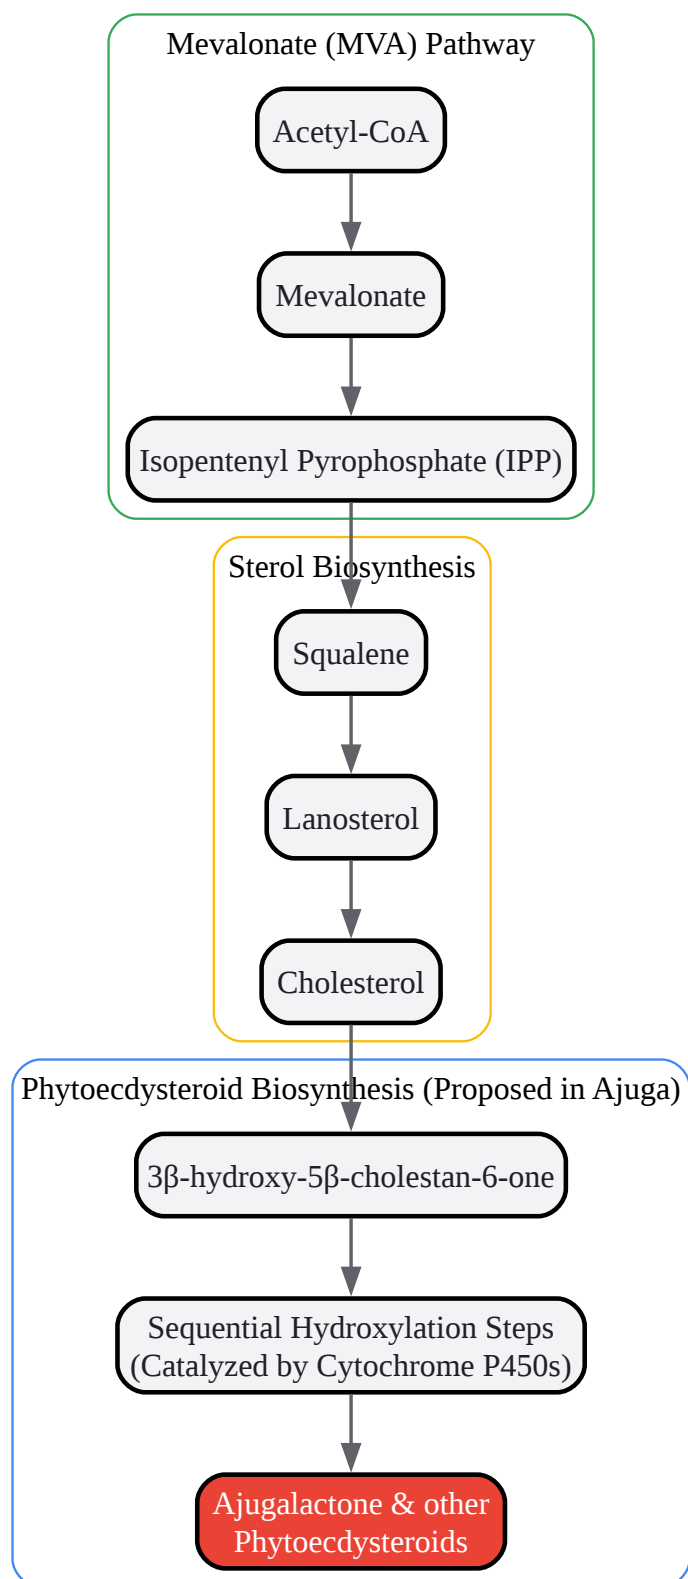 Mevalonate (MVA) Pathway
Acetyl-CoA
Mevalonate
Isopentenyl Pyrophosphate (IPP)
Sterol Biosynthesis
Squalene
Lanosterol
Cholesterol
Phytoecdysteroid Biosynthesis (Proposed in Ajuga)
3β-hydroxy-5β-cholestan-6-one
Sequential Hydroxylation Steps
(Catalyzed by Cytochrome P450s)
Ajugalactone & other
Phytoecdysteroids